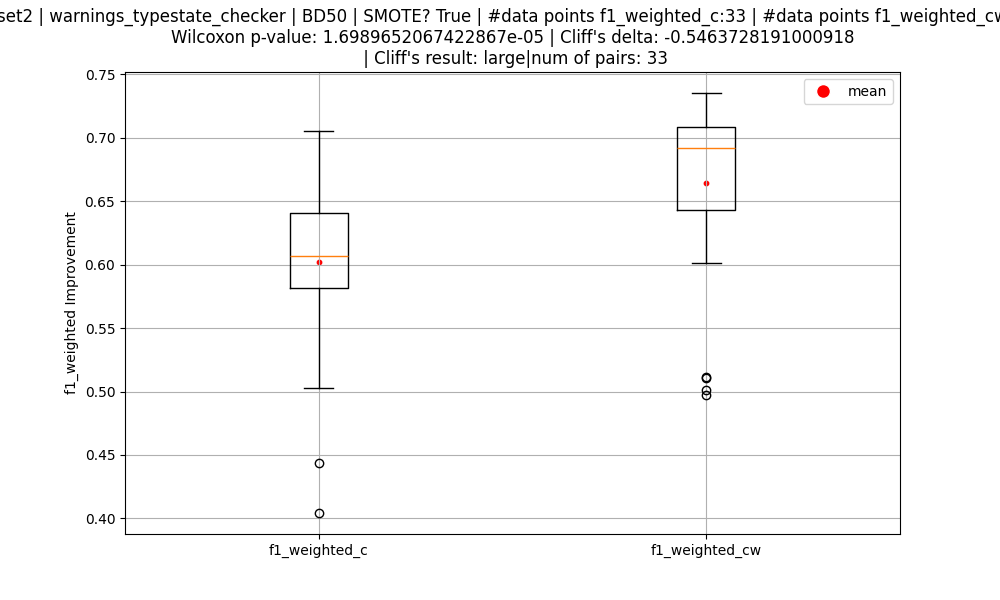 set2 | warnings_typestate_checker | BD50 | SMOTE? True | #data points f1_weighted_c:33 | #data points f1_weighted_cw
Wilcoxon p-value: 1.6989652067422867e-05 | Cliff's delta: -0.5463728191000918
| Cliff's result: large|num of pairs: 33
mean
0.75
0.70
0.65
0.60
0.55
0.50
0.45
0.40
f1_weighted Improvement
f1_weighted_c
f1_weighted_cw